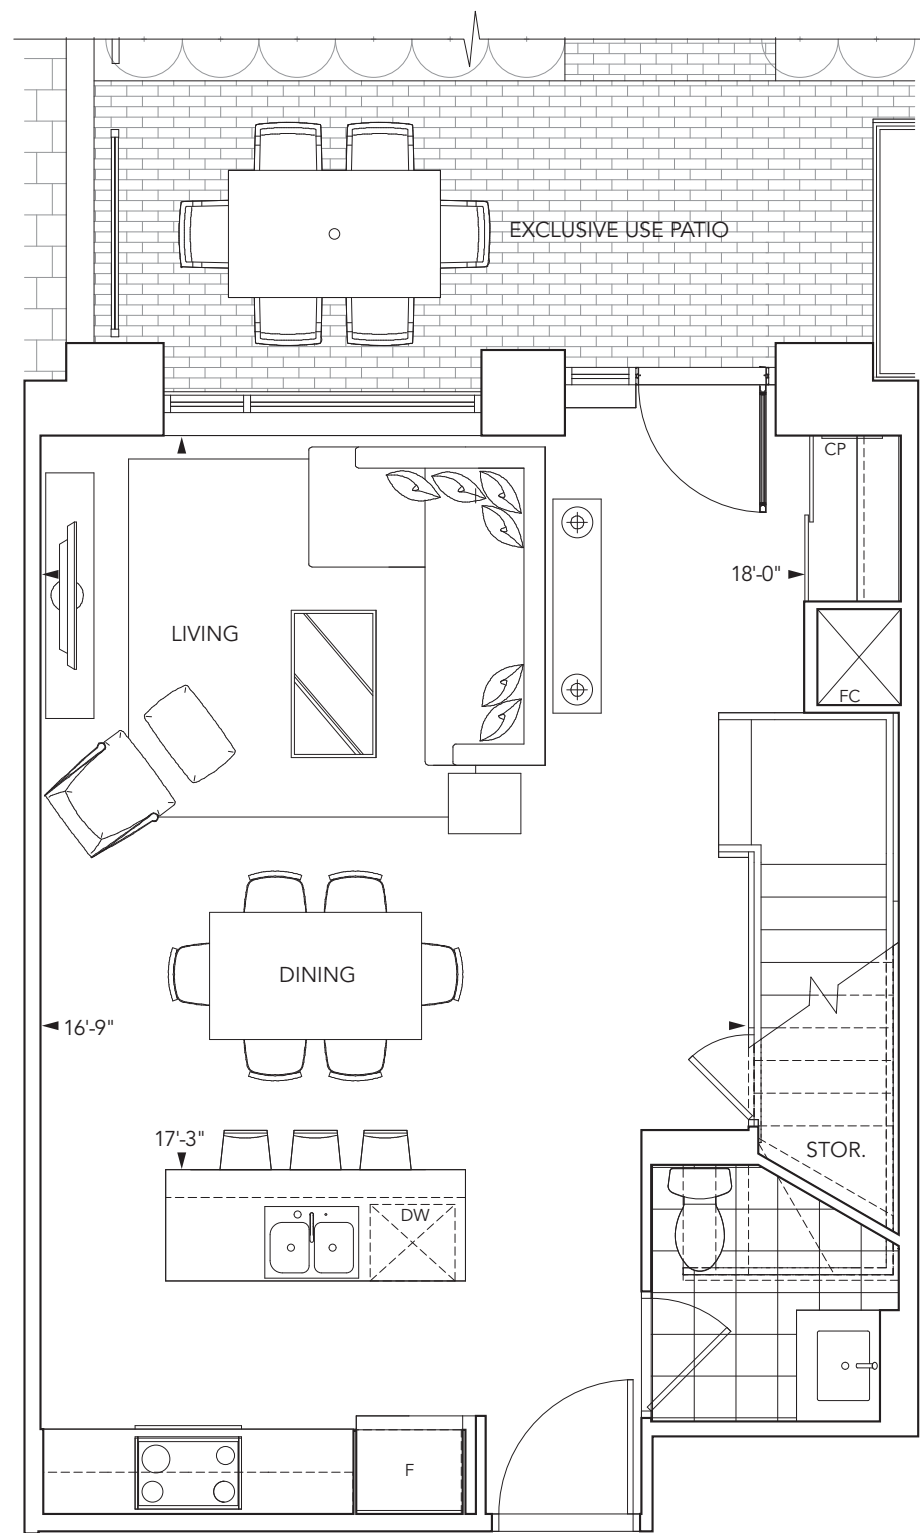 EXCLUSIVE USE PATIO
CP
18'-0"
LIVING
FC
DINING
16'-9"
17'-3"
STOR.
DW
F